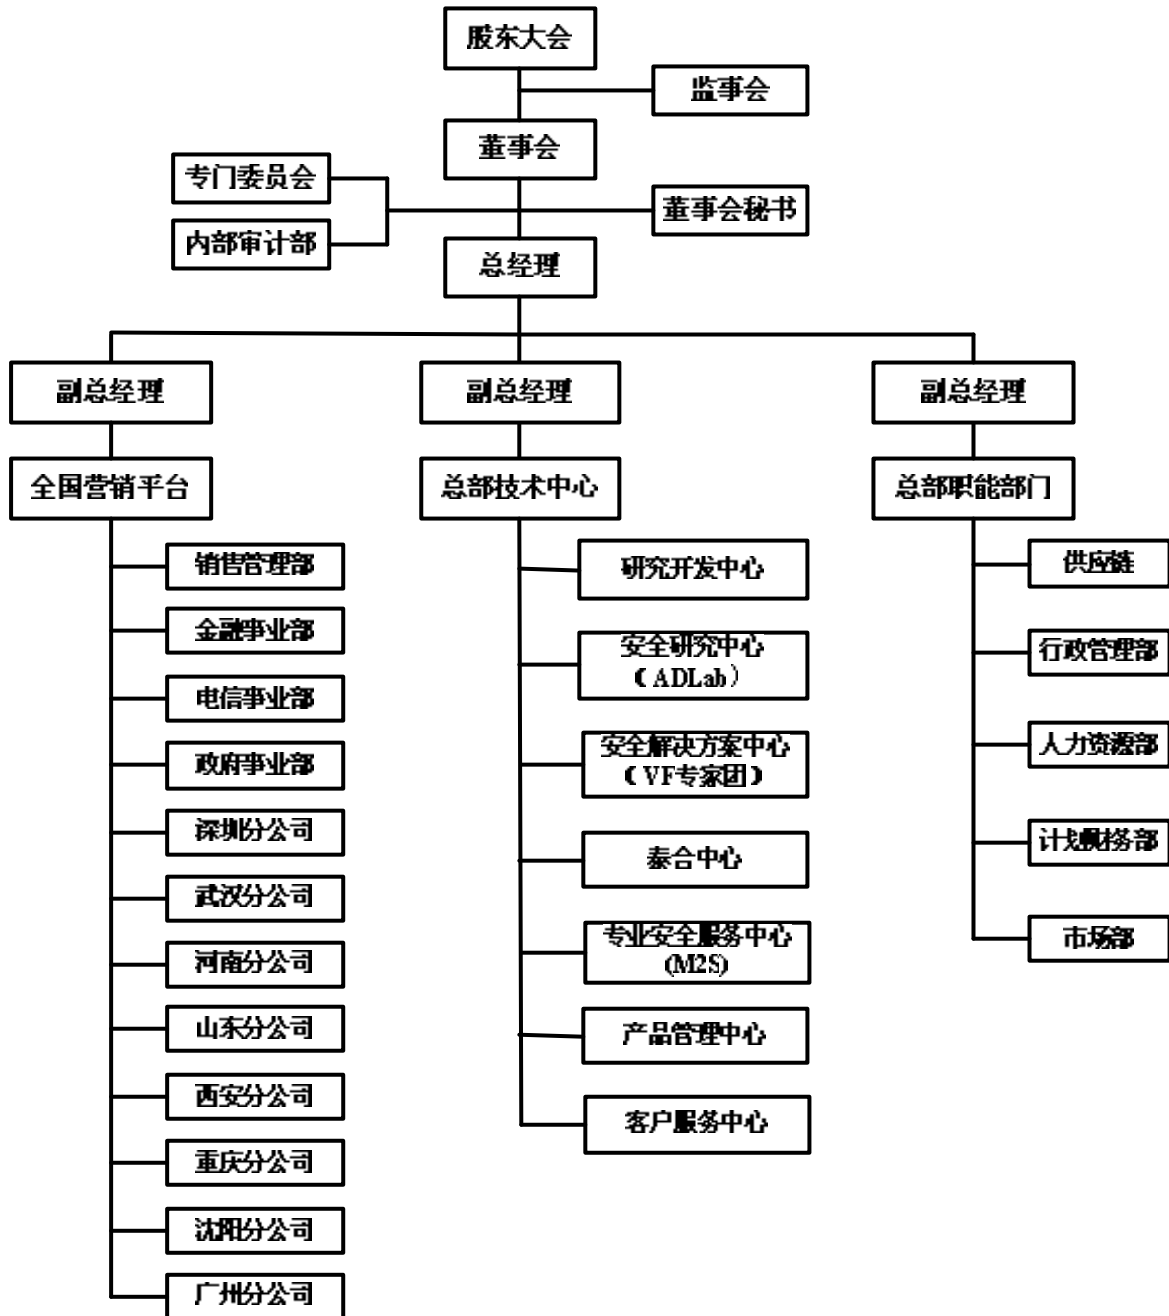 股东大会
监事会
董事会
专门委员会
董事会秘书
内部审计部
总经理
副总经理
副总经理
副总经理
全国营销平台
总部技术中心
总部职能部门
销售管理部
金融事业部
电信事业部
政府事业部
深圳分公司
武汉分公司
河南分公司
山东分公司
西安分公司
重庆分公司
沈阳分公司
广州分公司
研究开发中心
安全研究中心
（ADLab）
安全解决方案中心
（VF专家团）
泰合中心
专业安全服务中心
(M2S)
产品管理中心
客户服务中心
供应链
行政管理部
人力资源部
计划财务部
市场部